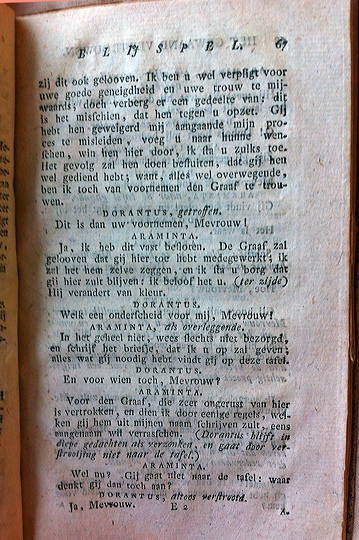 BLYSPEL. 67
zij dit ook gelooven. Ik ben u wel verpligt voor
uwe goede geneigdheid en uwe trouw te mij-
waards; doch verberg er een gedeelte van: dit
is het misschien, dat hen tegen u opzet. Gij
hebt hen geweigerd mij aangaande mijn pro-
ces te misleiden, voeg u naar hunne wen-
schen, win hen hier door, ik sta u zulks toe.
Het gevolg zal hen doen besluiten, dat gij hen
wel gediend hebt; want, alles wel overwegende,
ben ik toch van voornemen den Graaf te trou-
wen.
DORANTUS, getroffen.
Dit is dan uw voornemen, Mevrouw!
ARAMINTA.
Ja, ik heb dit vast besloten. De Graaf zal
gelooven dat gij hier toe hebt medegewerkt; ik
zal het hem zelve zeggen, en ik sta u borg dat
gij hier zult blijven: ik beloof het u. (ter zijde)
Hij verandert van kleur.
DORANTUS.
Welk een onderscheid voor mij, Mevrouw!
ARAMINTA, als overleggende.
In het geheel niet, wees slechts niet bezorgd,
en schrijf het briefje, dat ik u op zal geven;
alles wat gij noodig hebt vindt gij op deze tafel.
DORANTUS.
En voor wien toch, Mevrouw?
ARAMINTA.
Voor den Graaf, die zeer ongerust van hier
is vertrokken, en dien ik door eenige regels, wel-
ken gij hem uit mijnen naam schrijven zult, eens
aangenaam wil verrasschen. (Dorantus blijft in
diepe gedachten als verzonken, en gaat door ver-
strooijing niet naar de tafel.)
ARAMINTA.
Wel nu? Gij gaat niet naar de tafel: waar
denkt gij dan toch aan?
DORANTUS, altoos verstrooid.
Ja, Mevrouw.
E 2 A.